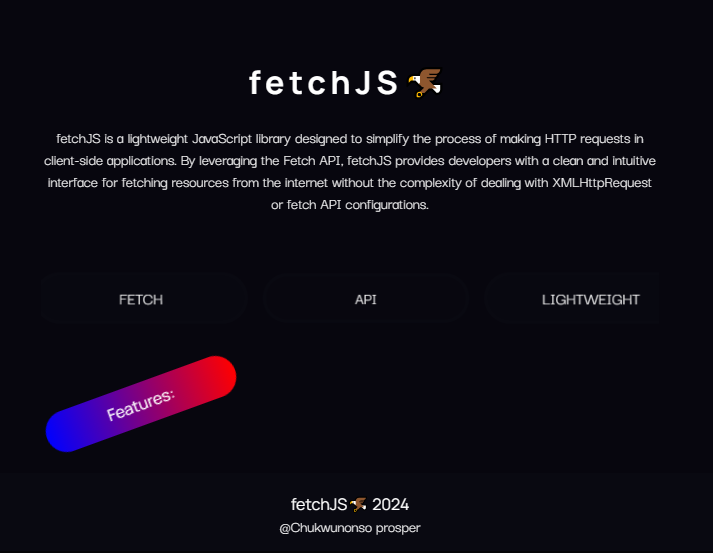 fetchJS
fetchJS is a lightweight JavaScript library designed to simplify the process of making HTTP requests in
client-side applications. By leveraging the Fetch API, fetchJS provides developers with a clean and intuitive
interface for fetching resources from the internet without the complexity of dealing with XMLHttpRequest
or fetch API configurations.
FETCH
API
LIGHTWEIGHT
Features:
fetchJS 2024
@Chukwunonso prosper